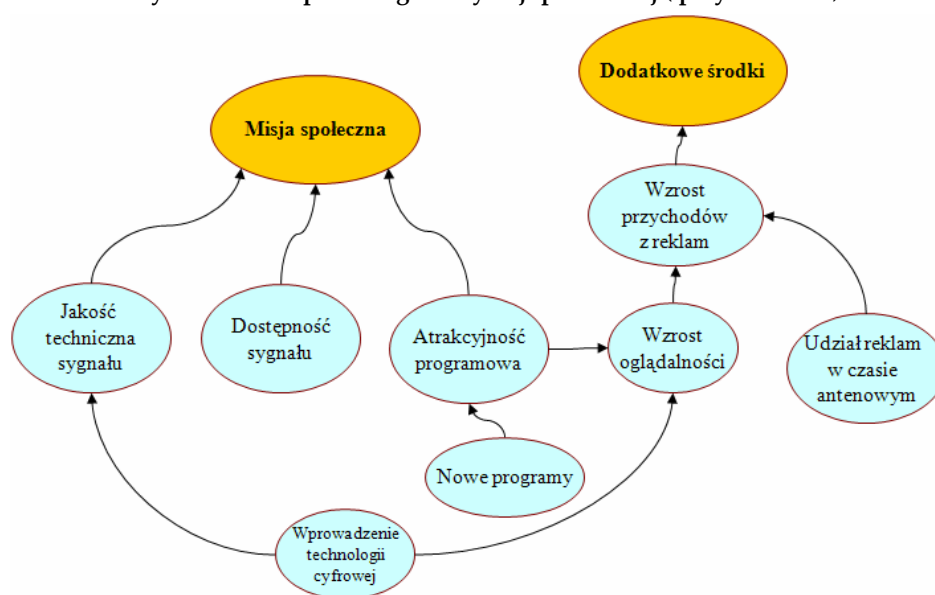 Dodatkowe środki
Misja społeczna
Wzrost
przychodów
z reklam
Jakość
techniczna
sygnału
Dostępność
sygnału
Atrakcyjność
programowa
Wzrost
oglądalności
Udział reklam
w czasie
antenowym
Nowe programy
Wprowadzenie
technologii
cyfrowej